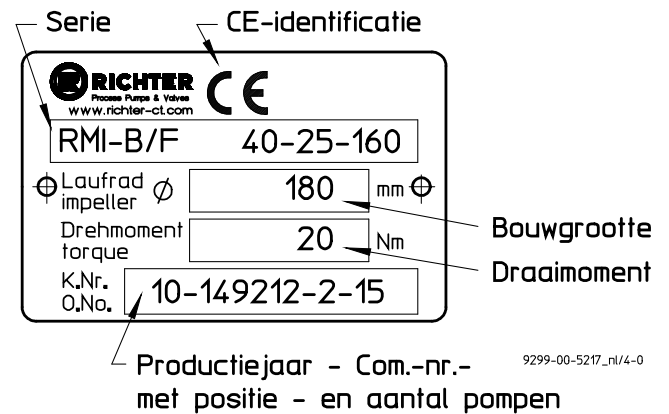 Serie CE-identificatie
RICHTER CE
Process Pumps & Valves
www.richter-ct.com
RMI-B/F 40-25-160
Laufrad impeller Ø 180 mm
Bouwgrootte
Drehmoment torque 20 Nm
Draaimoment
K.Nr. O.No. 10-149212-2-15
Productiejaar - Com.-nr.- 9299-00-5217_nl/4-0
met positie - en aantal pompen